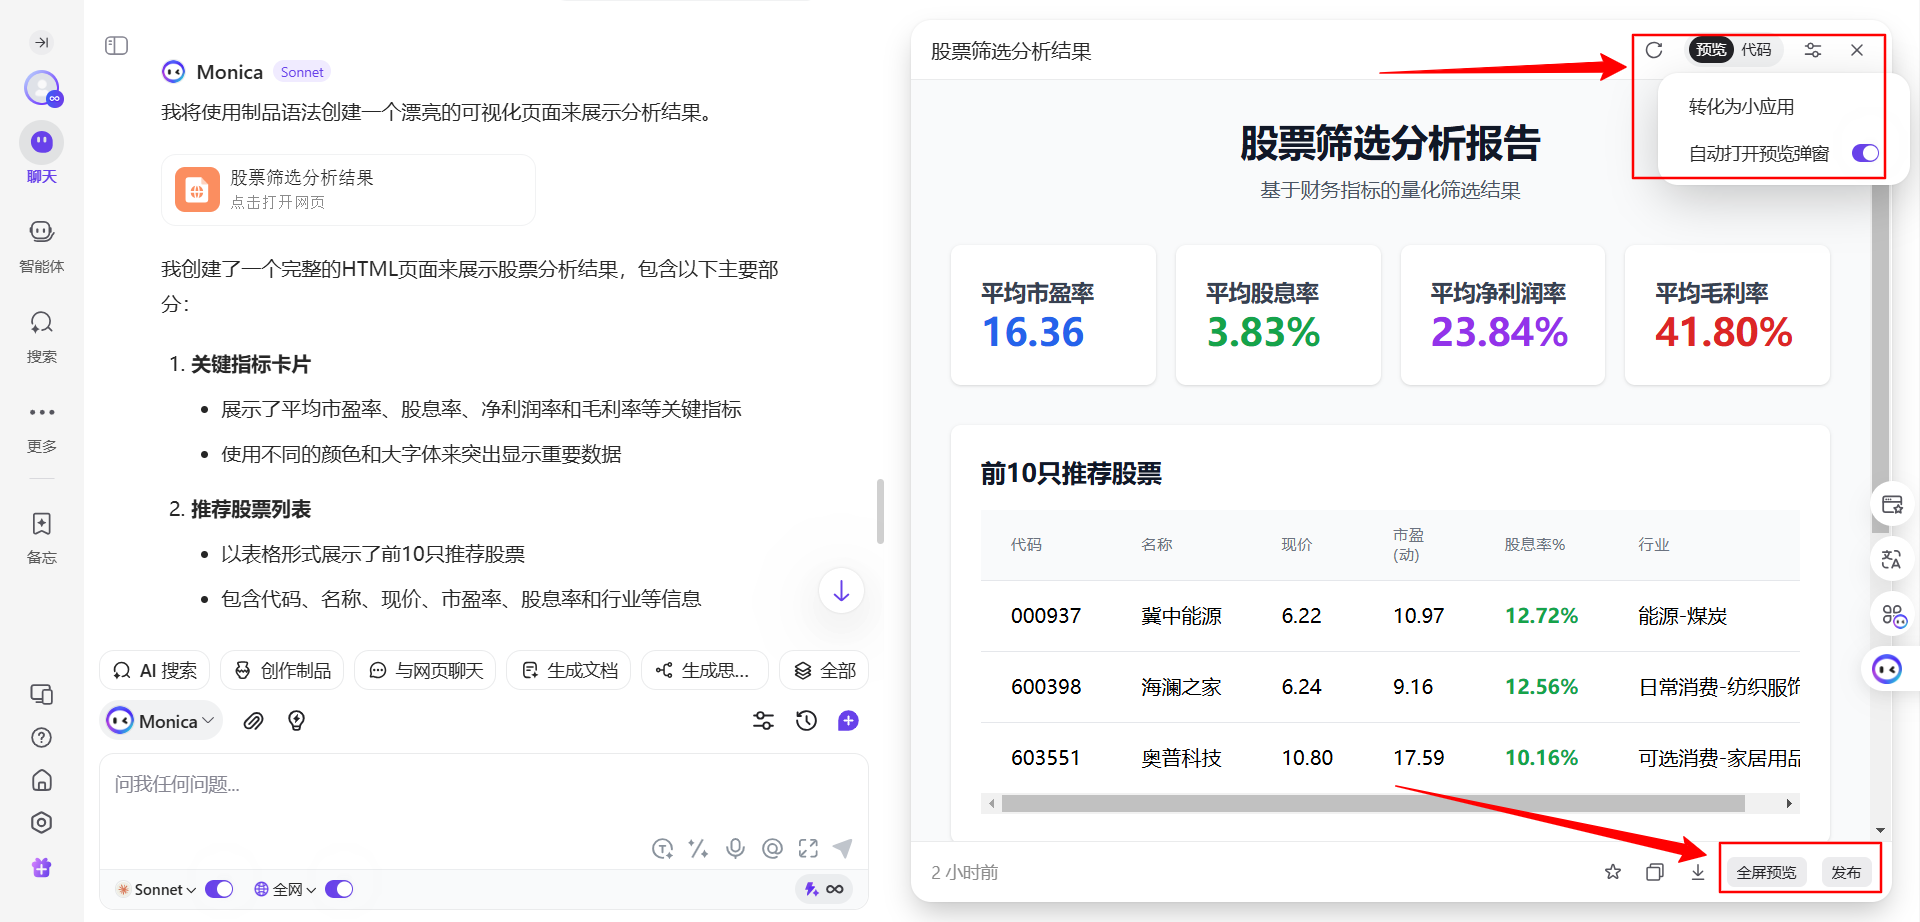 聊天
智能体
搜索
更多
备忘
Monica Sonnet
我将使用制品语法创建一个漂亮的可视化页面来展示分析结果。
股票筛选分析结果
点击打开网页
我创建了一个完整的HTML页面来展示股票分析结果，包含以下主要部
分：
1. 关键指标卡片
• 展示了平均市盈率、股息率、净利润率和毛利率等关键指标
• 使用不同的颜色和大字体来突出显示重要数据
2. 推荐股票列表
• 以表格形式展示了前10只推荐股票
• 包含代码、名称、现价、市盈率、股息率和行业等信息
AI 搜索 创作制品 与网页聊天 生成文档 生成思... 全部
Monica
问我任何问题...
Sonnet 全网
股票筛选分析结果
预览 代码
转化为小应用
自动打开预览弹窗
股票筛选分析报告
基于财务指标的量化筛选结果
平均市盈率 平均股息率 平均净利润率 平均毛利率
16.36 3.83% 23.84% 41.80%
前10只推荐股票
代码 名称 现价 市盈(动) 股息率% 行业
000937 冀中能源 6.22 10.97 12.72% 能源-煤炭
600398 海澜之家 6.24 9.16 12.56% 日常消费-纺织服饰
603551 奥普科技 10.80 17.59 10.16% 可选消费-家居用品
2 小时前
全屏预览 发布